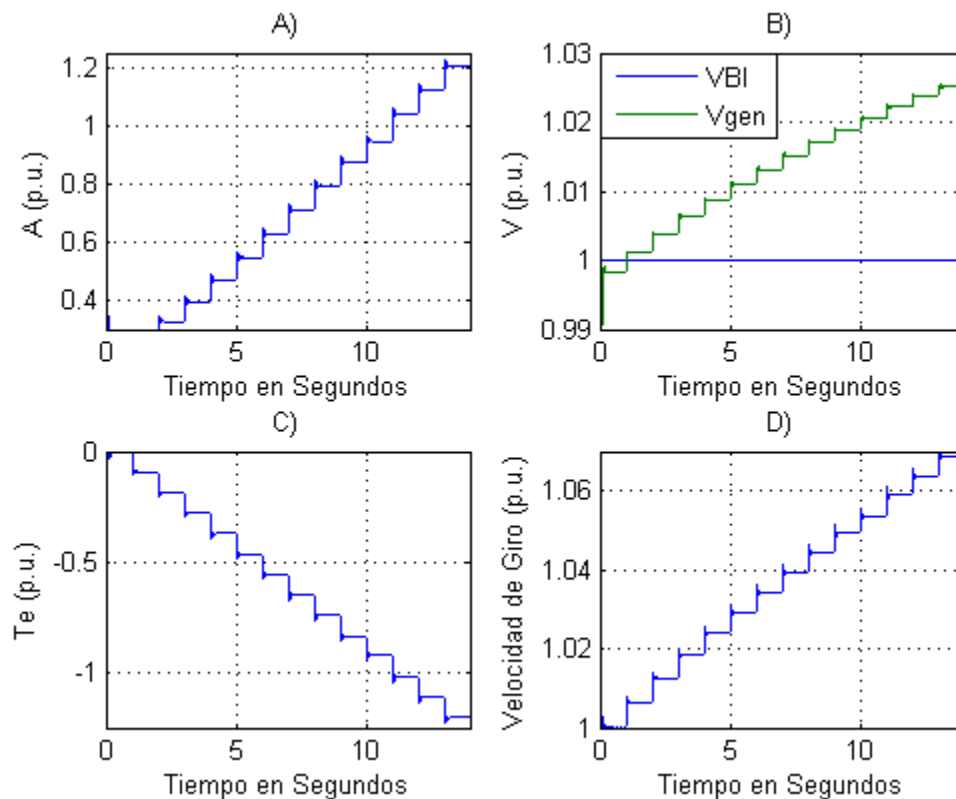 A)
1.2
1
0.8
0.6
0.4
A (p.u.)
0
5
10
Tiempo en Segundos
B)
1.03
1.02
1.01
1
0.99
V (p.u.)
VBI
Vgen
0
5
10
Tiempo en Segundos
C)
0
-0.5
-1
Te (p.u.)
0
5
10
Tiempo en Segundos
D)
1.06
1.04
1.02
1
Velocidad de Giro (p.u.)
0
5
10
Tiempo en Segundos